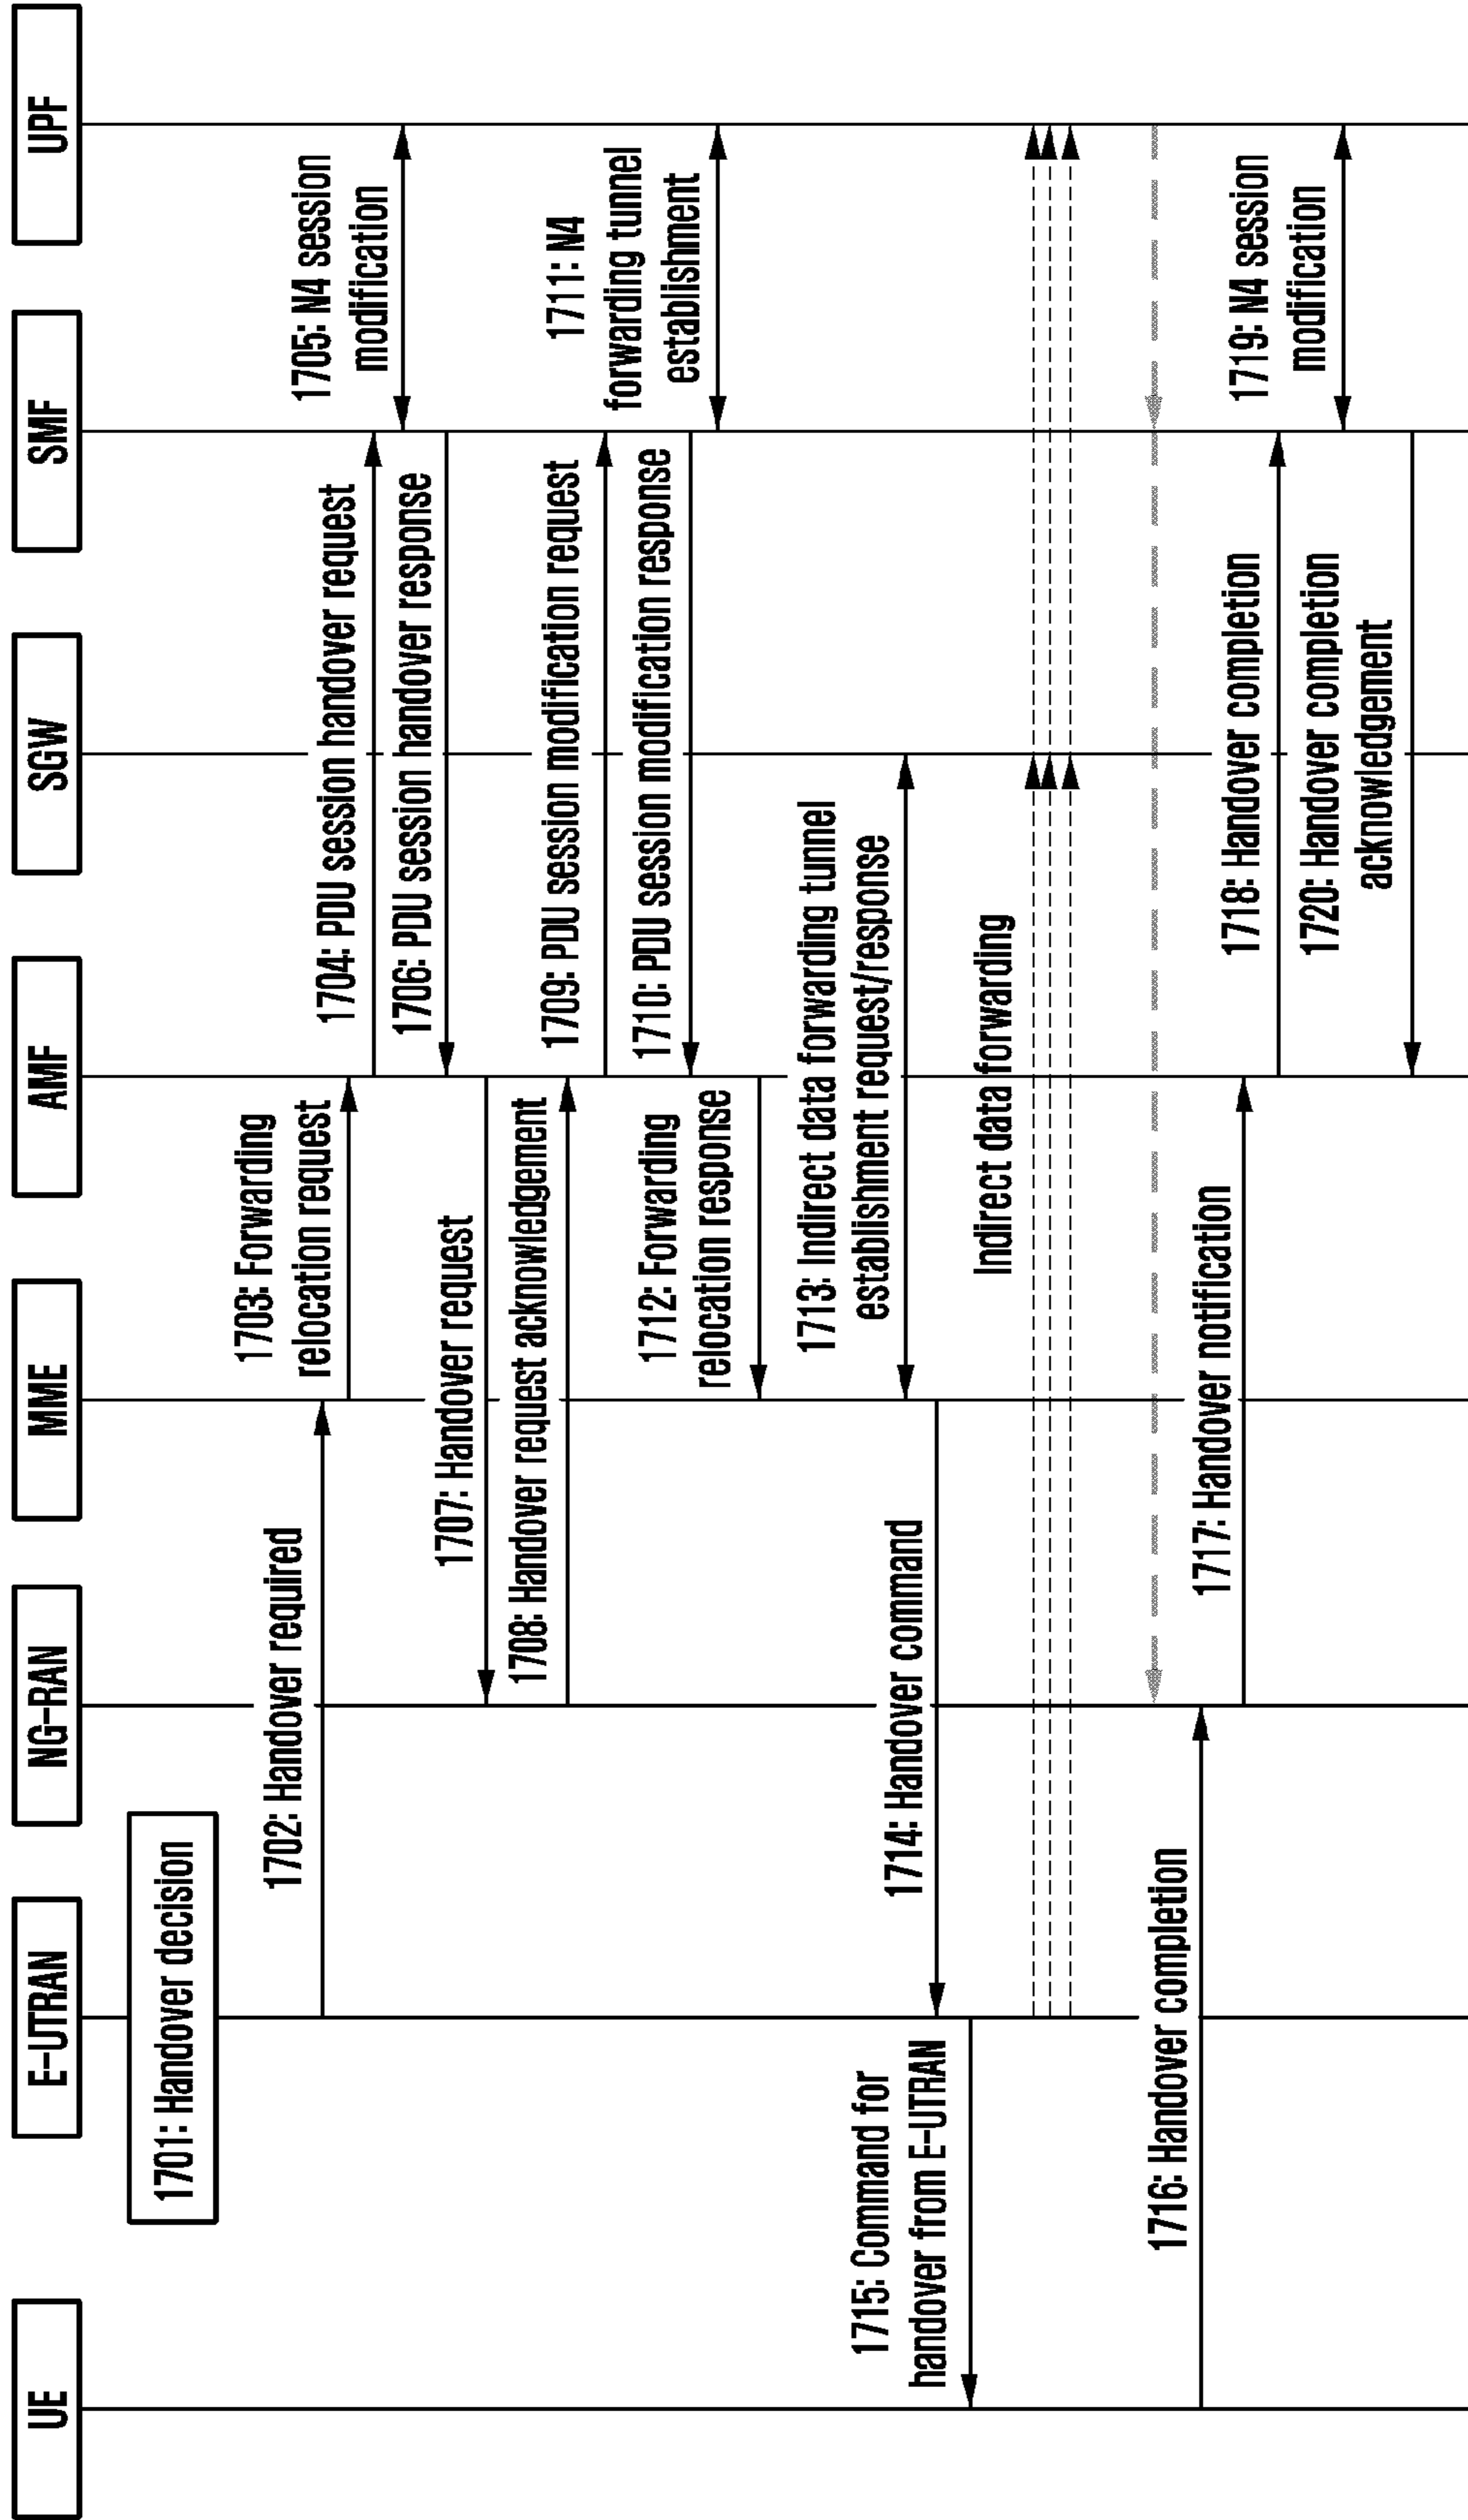 UE
E-UTRAN
NG-RAN
MME
AMF
SGW
SMF
UPF
1701: Handover decision
1702: Handover required
1703: Forwarding
relocation request
1704: PDU session handover request
1705: N4 session
modification
1706: PDU session handover response
1707: Handover request
1708: Handover request acknowledgement
1709: PDU session modification request
1710: PDU session modification response
1711: N4
forwarding tunnel
establishment
1712: Forwarding
relocation response
1713: Indirect data forwarding tunnel
establishment request/response
1714: Handover command
1715: Command for
handover from E-UTRAN
Indirect data forwarding
1716: Handover completion
1717: Handover notification
1718: Handover completion
1719: N4 session
modification
1720: Handover completion
acknowledgement